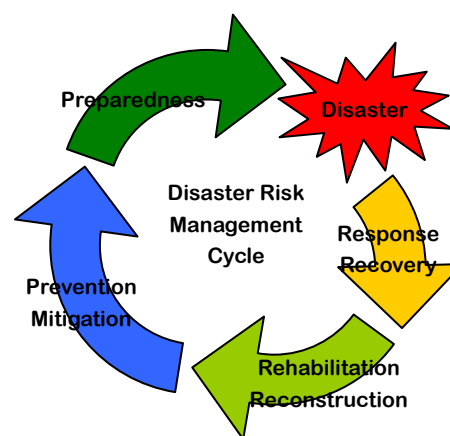 Preparedness
Disaster
Disaster Risk
Management
Cycle
Response
Recovery
Prevention
Mitigation
Rehabilitation
Reconstruction